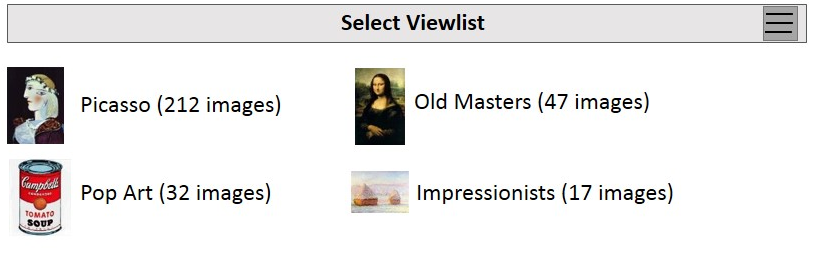 Select Viewlist
Picasso (212 images)
Old Masters (47 images)
Campbell's
TOMATO
SOUP
Pop Art (32 images)
Impressionists (17 images)